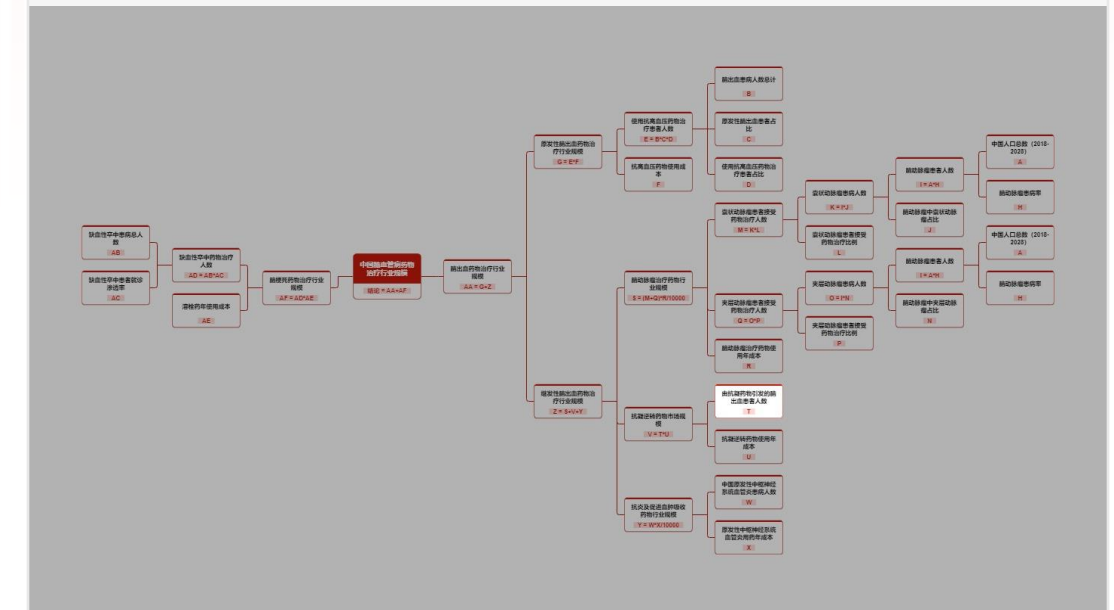 脑出血患病人数总计
B
使用抗高血压药物治
疗患者人数
E = B*C*D
原发性脑出血患者占
比
C
原发性脑出血药物治
疗行业规模
G = E*F
抗高血压药物使用成
本
F
使用抗高血压药物治
疗患者占比
D
中国人口总数（2018-
2028）
A
脑动脉瘤患者人数
I = A*H
脑动脉瘤患病率
H
囊状动脉瘤患病人数
K = I*J
脑动脉瘤中囊状动脉
瘤占比
J
囊状动脉瘤患者接受
药物治疗人数
M = K*L
囊状动脉瘤患者接受
药物治疗比例
L
缺血性卒中患病总人
数
AB
缺血性卒中药物治疗
人数
AD = AB*AC
缺血性卒中患者就诊
渗透率
AC
溶栓药年使用成本
AE
脑梗死药物治疗行业
规模
AF = AD*AE
中国脑血管病药物
治疗行业规模
结论 = AA+AF
脑出血药物治疗行业
规模
AA = G+Z
脑动脉瘤治疗药物行
业规模
S = (M+Q)*R/10000
中国人口总数（2018-
2028）
A
脑动脉瘤患者人数
I = A*H
脑动脉瘤患病率
H
夹层动脉瘤患病人数
O = I*N
脑动脉瘤中夹层动脉
瘤占比
N
夹层动脉瘤患者接受
药物治疗人数
Q = O*P
夹层动脉瘤患者接受
药物治疗比例
P
脑动脉瘤治疗药物使
用年成本
R
继发性脑出血药物治
疗行业规模
Z = S+V+Y
由抗凝药物引发的脑
出血患者人数
T
抗凝逆转药物市场规
模
V = T*U
抗凝逆转药物使用年
成本
U
中国原发性中枢神经
系统血管炎患病人数
W
抗炎及促进血肿吸收
药物行业规模
Y = W*X/10000
原发性中枢神经系统
血管炎用药年成本
X